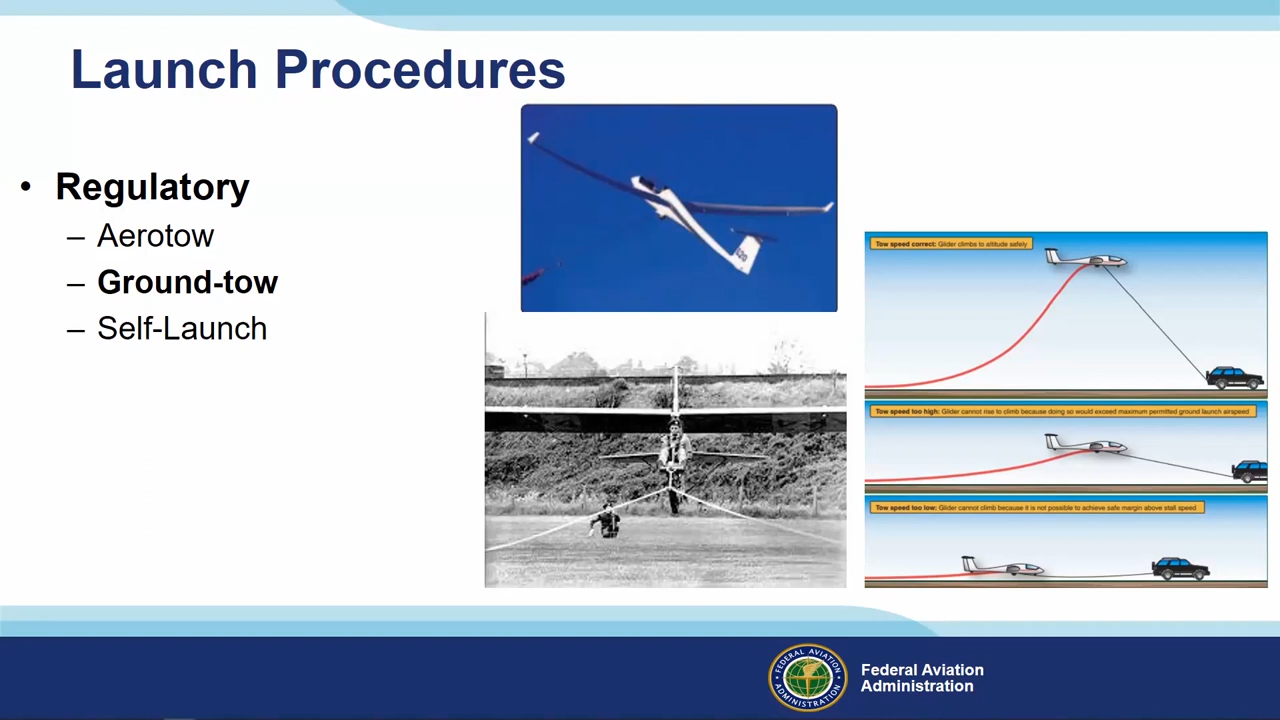 Launch Procedures
• Regulatory
– Aerotow
– Ground-tow
– Self-Launch
Tow speed correct: Glider climbs to altitude safely
Tow speed too high: Glider cannot rise to climb because doing so would exceed maximum permitted ground launch airspeed
Tow speed too low: Glider cannot climb because it is not possible to achieve safe margin above stall speed
FEDERAL AVIATION
ADMINISTRATION
Federal Aviation
Administration